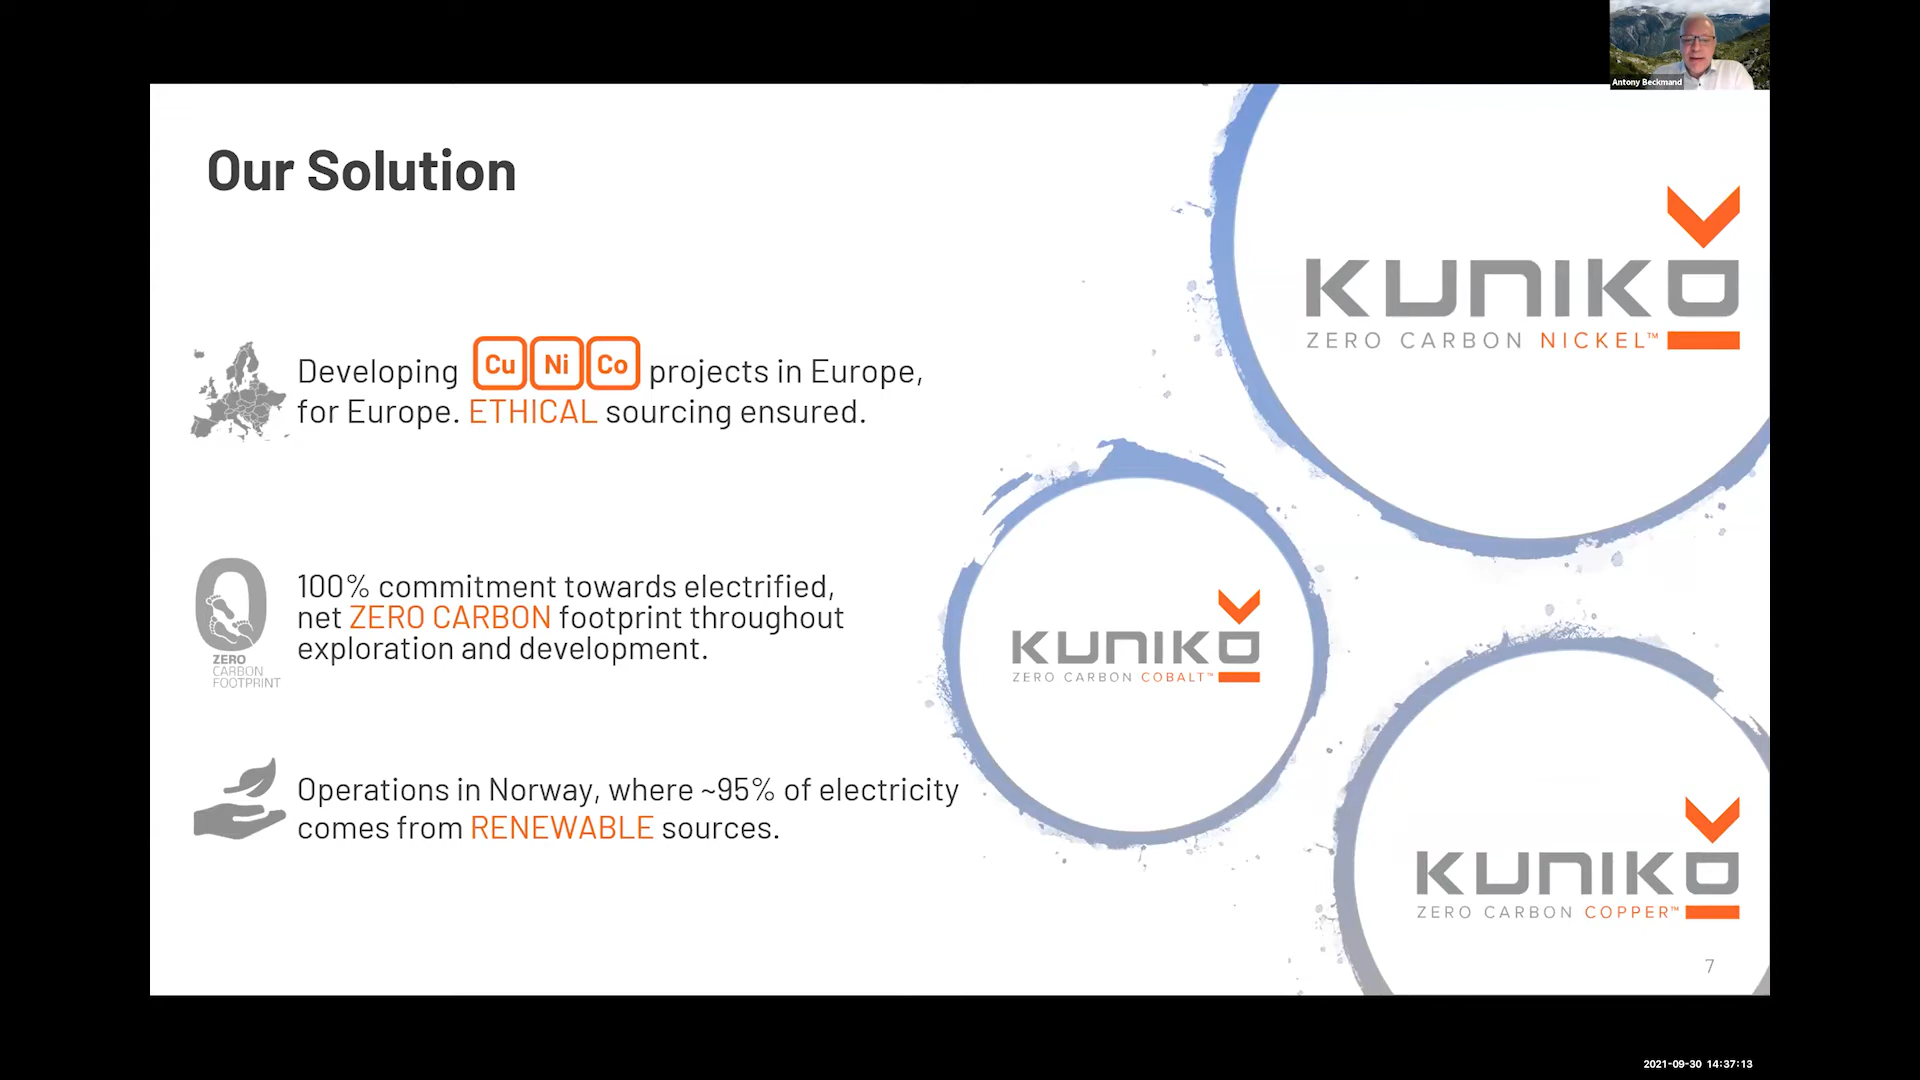 Antony Beckmand
Our Solution
Developing Cu Ni Co projects in Europe,
for Europe. ETHICAL sourcing ensured.
100% commitment towards electrified,
net ZERO CARBON footprint throughout
exploration and development.
ZERO
CARBON
FOOTPRINT
Operations in Norway, where ~95% of electricity
comes from RENEWABLE sources.
KUNIKO
ZERO CARBON NICKEL™
KUNIKO
ZERO CARBON COBALT™
KUNIKO
ZERO CARBON COPPER™
7
2021-09-30 14:37:13